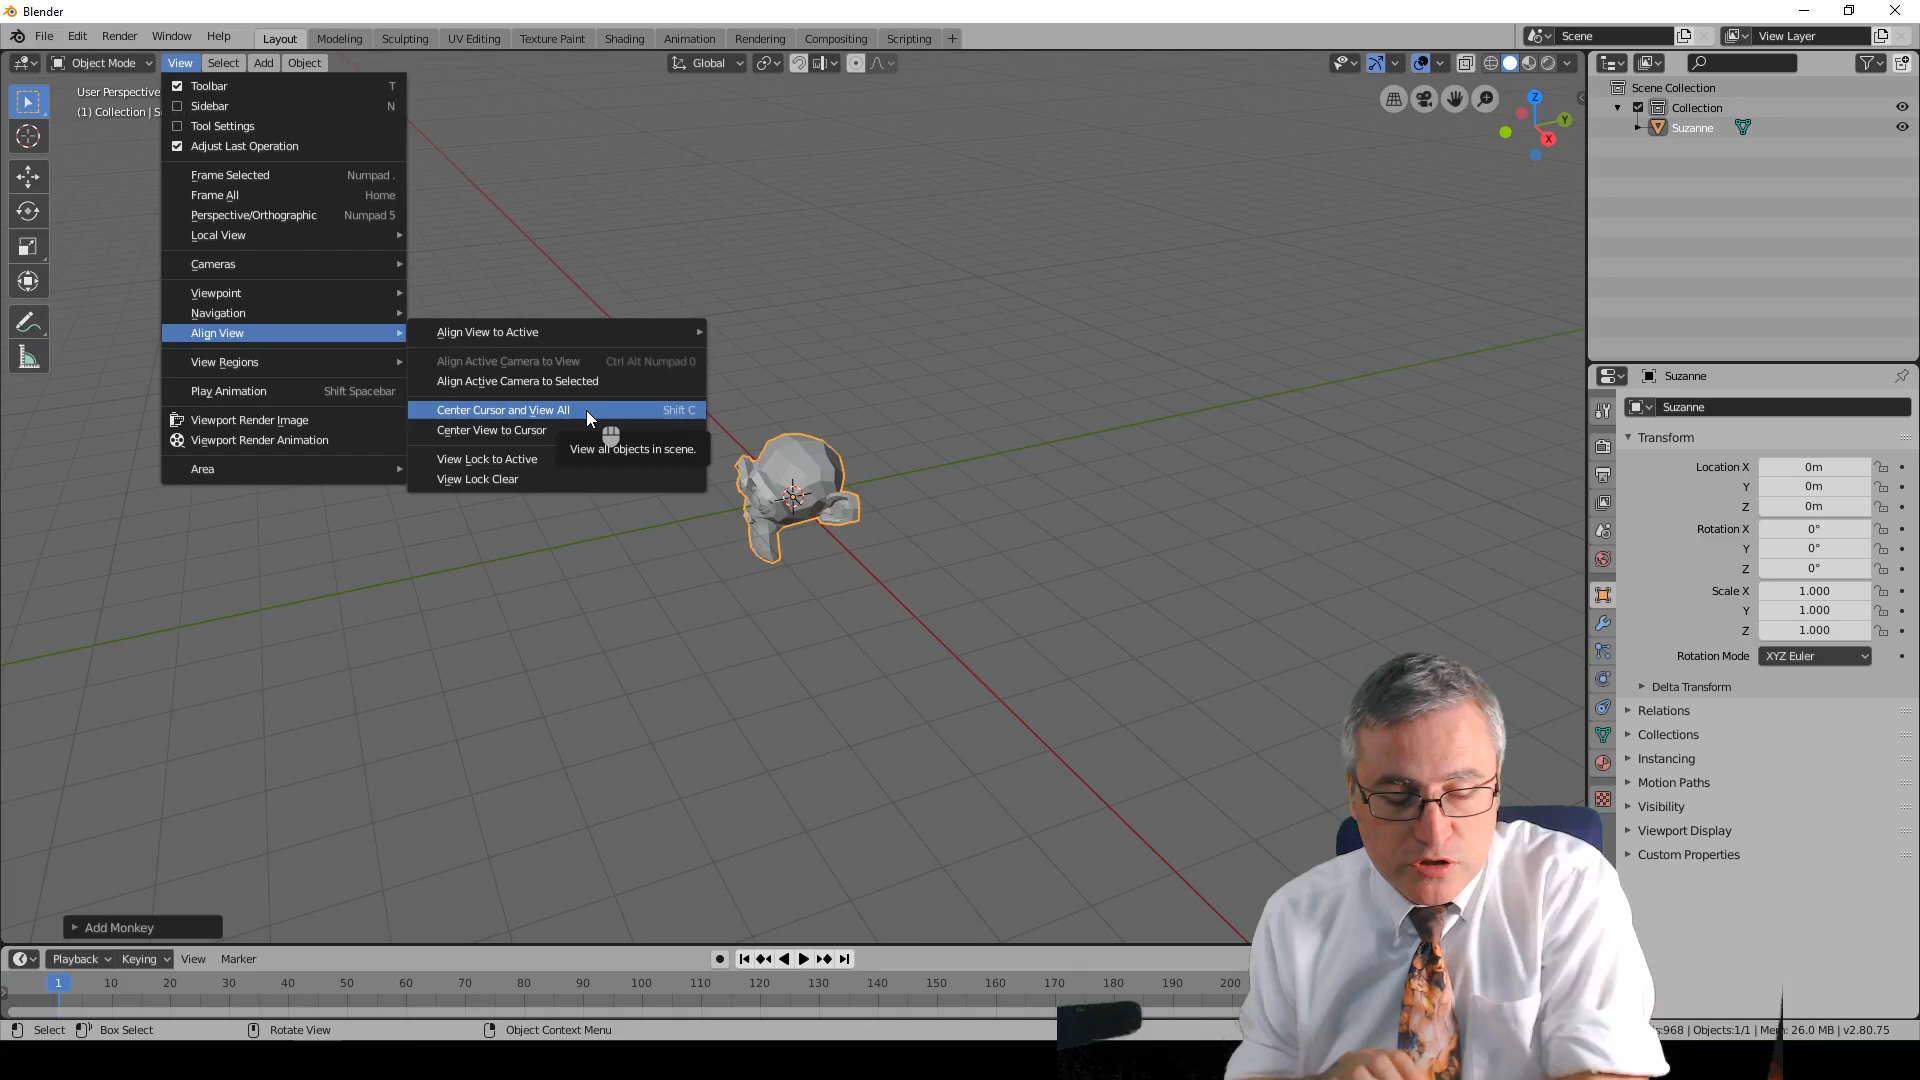 Blender
File Edit Render Window Help Layout Modeling Sculpting UV Editing Texture Paint Shading Animation Rendering Compositing Scripting + Scene View Layer
Object Mode View Select Add Object Global
User Perspective
(1) Collection | S
Toolbar T
Sidebar N
Tool Settings
Adjust Last Operation
Frame Selected Numpad .
Frame All Home
Perspective/Orthographic Numpad 5
Local View
Cameras
Viewpoint
Navigation
Align View
View Regions
Play Animation Shift Spacebar
Viewport Render Image
Viewport Render Animation
Area
Align View to Active
Align Active Camera to View Ctrl Alt Numpad 0
Align Active Camera to Selected
Center Cursor and View All Shift C
Center View to Cursor
View all objects in scene.
View Lock to Active
View Lock Clear
Z
Y
X
Scene Collection
Collection
Suzanne
Suzanne
Suzanne
Transform
Location X 0m
Y 0m
Z 0m
Rotation X 0°
Y 0°
Z 0°
Scale X 1.000
Y 1.000
Z 1.000
Rotation Mode XYZ Euler
Delta Transform
Relations
Collections
Instancing
Motion Paths
Visibility
Viewport Display
Custom Properties
Add Monkey
Playback Keying View Marker
1 10 20 30 40 50 60 70 80 90 100 110 120 130 140 150 160 170 180 190 200
Select Box Select Rotate View Object Context Menu :968 | Objects:1/1 | Mem: 26.0 MB | v2.80.75